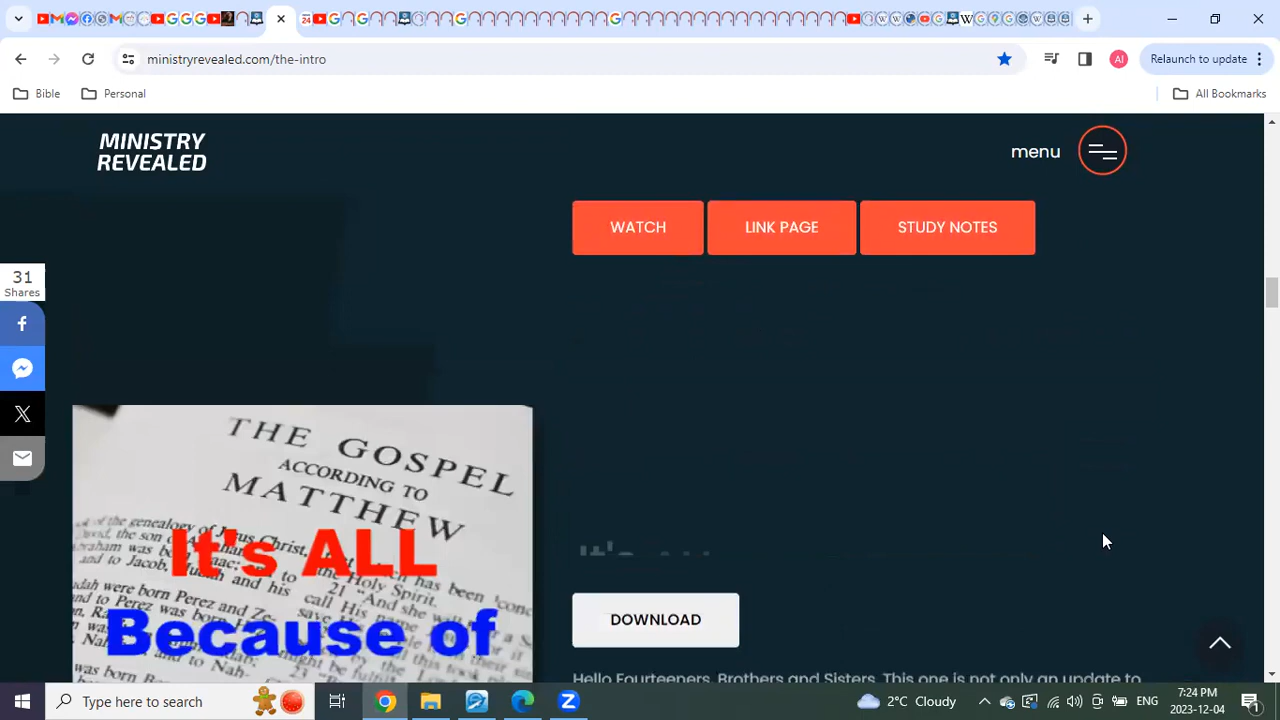 24
ministryrevealed.com/the-intro
AI
Relaunch to update
Bible
Personal
All Bookmarks
MINISTRY
REVEALED
menu
WATCH
LINK PAGE
STUDY NOTES
31
Shares
THE GOSPEL
ACCORDING TO
MATTHEW
It's ALL
Because of
DOWNLOAD
Hello Fourteeners, Brothers and Sisters. This one is not only an update to
Type here to search
2°C Cloudy
ENG
7:24 PM
2023-12-04